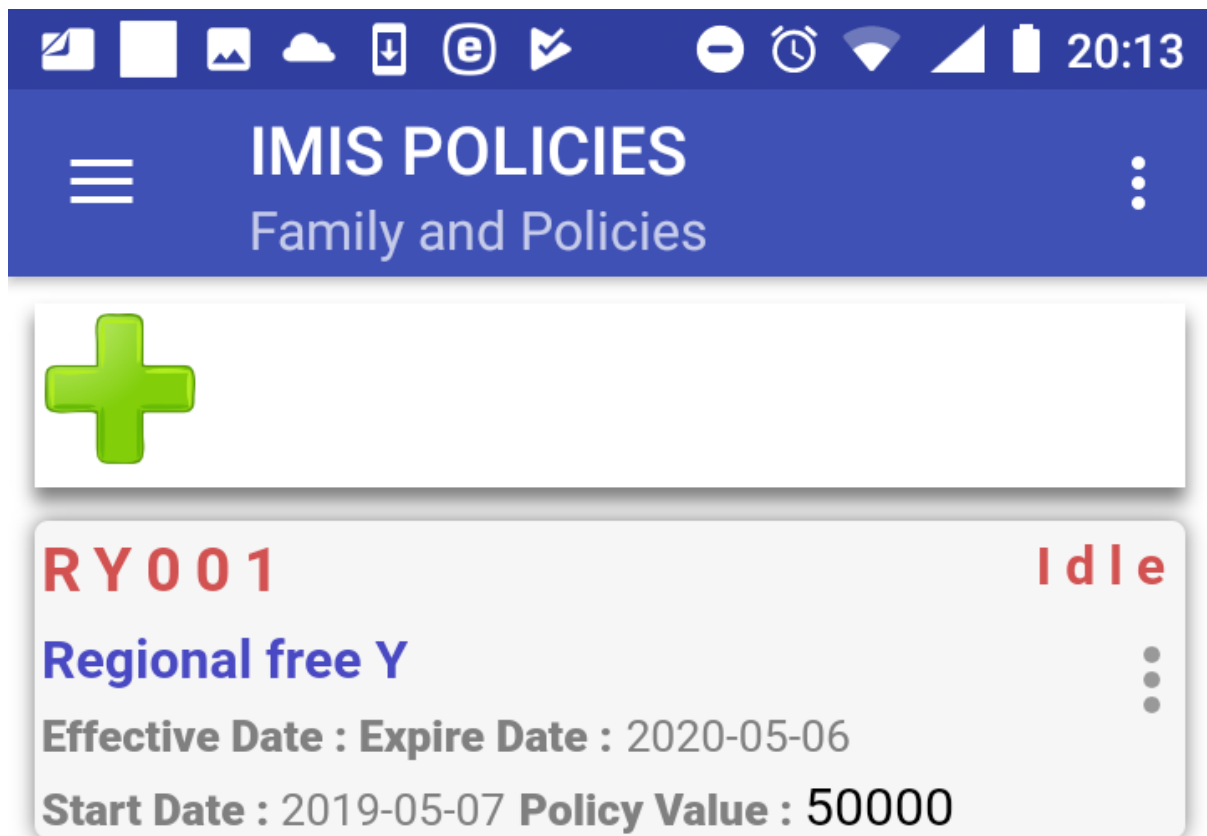 20:13
IMIS POLICIES
Family and Policies
RY001 Idle
Regional free Y
Effective Date : Expire Date : 2020-05-06
Start Date : 2019-05-07 Policy Value : 50000